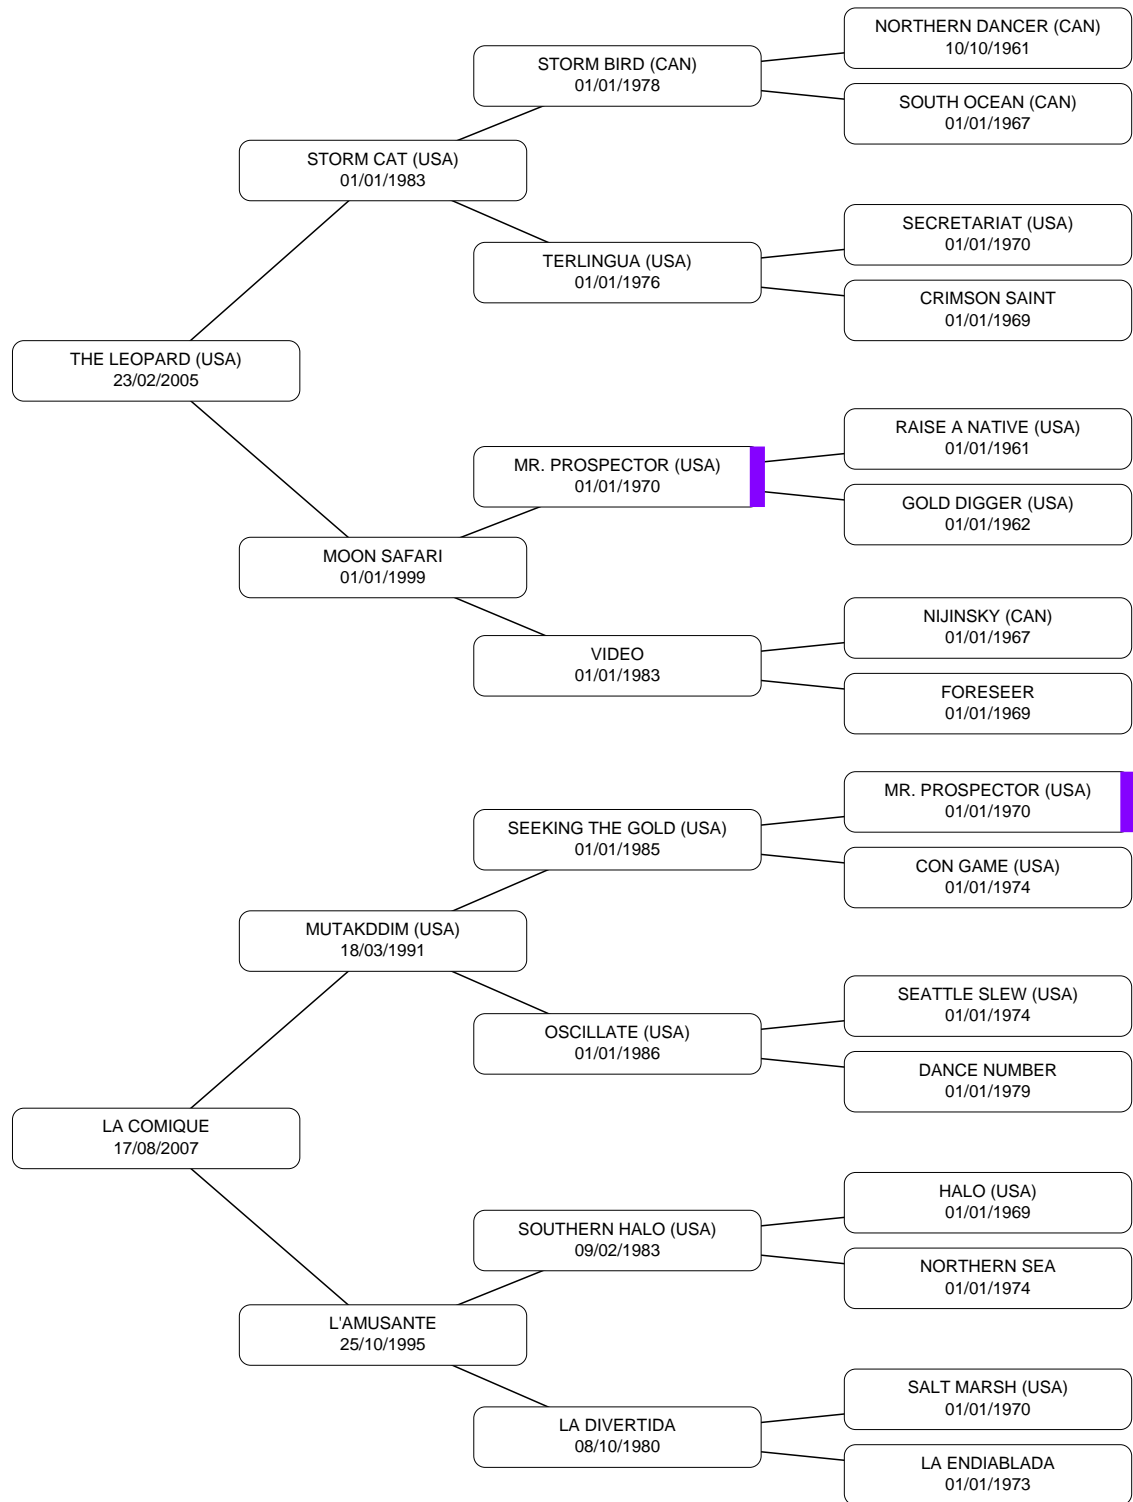 NORTHERN DANCER (CAN)
10/10/1961
STORM BIRD (CAN)
01/01/1978
SOUTH OCEAN (CAN)
01/01/1967
STORM CAT (USA)
01/01/1983
SECRETARIAT (USA)
01/01/1970
TERLINGUA (USA)
01/01/1976
CRIMSON SAINT
01/01/1969
THE LEOPARD (USA)
23/02/2005
RAISE A NATIVE (USA)
01/01/1961
MR. PROSPECTOR (USA)
01/01/1970
GOLD DIGGER (USA)
01/01/1962
MOON SAFARI
01/01/1999
NIJINSKY (CAN)
01/01/1967
VIDEO
01/01/1983
FORESEER
01/01/1969
MR. PROSPECTOR (USA)
01/01/1970
SEEKING THE GOLD (USA)
01/01/1985
CON GAME (USA)
01/01/1974
MUTAKDDIM (USA)
18/03/1991
SEATTLE SLEW (USA)
01/01/1974
OSCILLATE (USA)
01/01/1986
DANCE NUMBER
01/01/1979
LA COMIQUE
17/08/2007
HALO (USA)
01/01/1969
SOUTHERN HALO (USA)
09/02/1983
NORTHERN SEA
01/01/1974
L'AMUSANTE
25/10/1995
SALT MARSH (USA)
01/01/1970
LA DIVERTIDA
08/10/1980
LA ENDIABLADA
01/01/1973